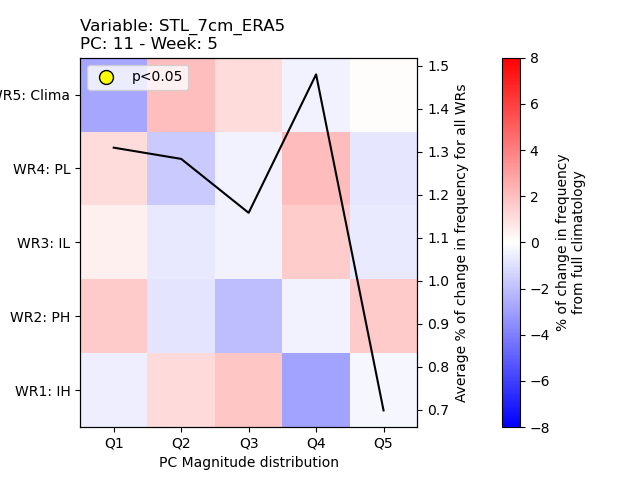 Variable: STL_7cm_ERA5
PC: 11 - Week: 5
p<0.05
WR5: Clima
WR4: PL
WR3: IL
WR2: PH
WR1: IH
Q1 Q2 Q3 Q4 Q5
PC Magnitude distribution
1.5
1.4
1.3
1.2
1.1
1.0
0.9
0.8
0.7
Average % of change in frequency for all WRs
8
6
4
2
0
−2
−4
−6
−8
% of change in frequency
from full climatology